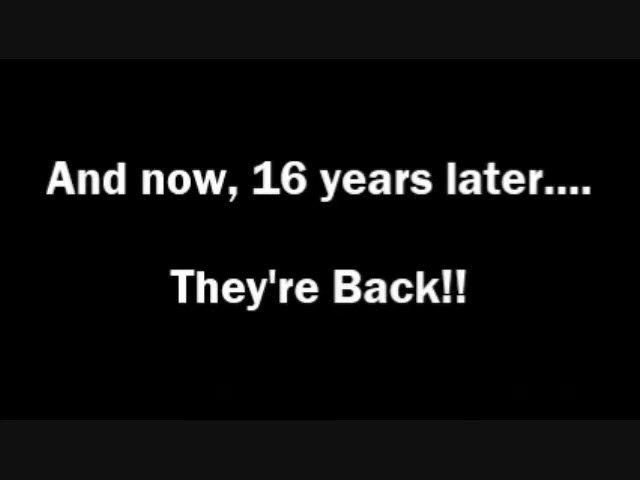 And now, 16 years later....
They're Back!!